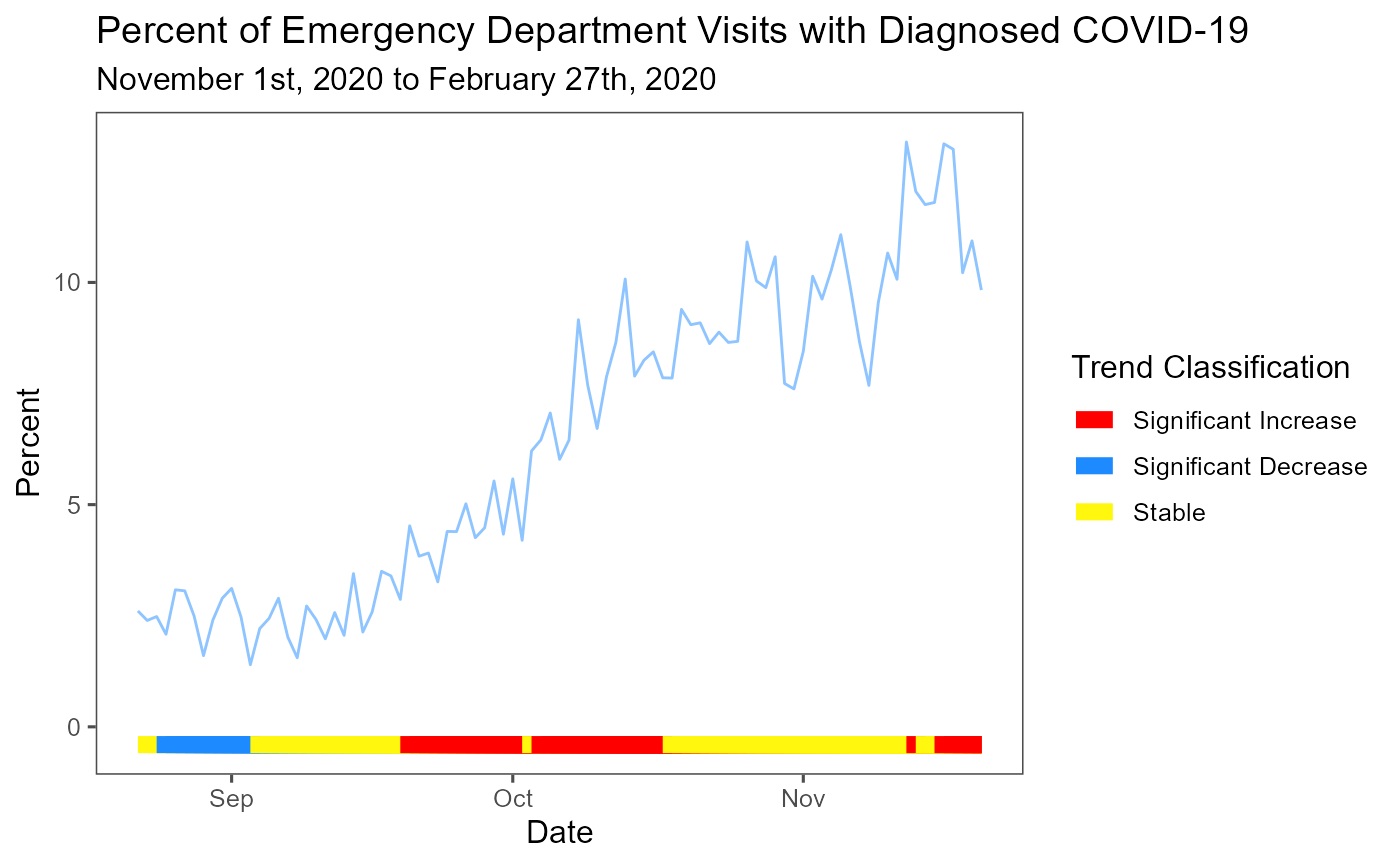 Percent of Emergency Department Visits with Diagnosed COVID-19
November 1st, 2020 to February 27th, 2020
Percent
10
5
0
Sep
Oct
Nov
Date
Trend Classification
Significant Increase
Significant Decrease
Stable